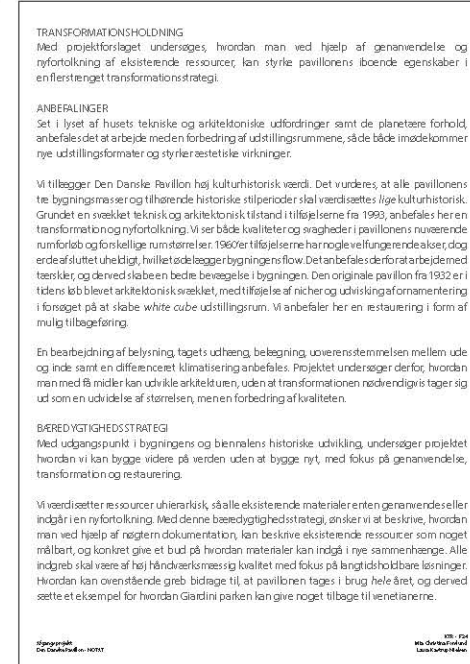 TRANSFORMATIONSHOLDNING
Med projektforslaget undersøges, hvordan man ved hjælp af genanvendelse og
nyfortolkning af eksisterende ressourcer, kan styrke pavillonens iboende egenskaber i
en flerstrenget transformationsstrategi.
ANBEFALINGER
Set i lyset af husets tekniske og arkitektoniske udfordringer samt de planetære forhold,
anbefales det at arbejde med en forbedring af udstillingsrummene, så de både imødekommer
nye udstillingsformater og styrker æstetiske virkninger.
Vi tillægger Den Danske Pavillon høj kulturhistorisk værdi. Det vurderes, at alle pavillonens
tre bygningsmasser og tilhørende historiske stilperioder skal værdisættes lige kulturhistorisk.
Grundet en svækket teknisk og arkitektonisk tilstand i tilføjelserne fra 1993, anbefales her en
transformation og nyfortolkning. Vi ser både kvaliteter og svagheder i pavillonens nuværende
rumforløb og forskellige rumstørrelser. 1960'er tilføjelserne har nogle velfungerende akser, dog
er de afsluttet uheldigt, hvilket ødelægger bygningens flow. Det anbefales derfor at arbejde med
tærskler, og derved skabe en bedre bevægelse i bygningen. Den originale pavillon fra 1932 er i
tidens løb blevet arkitektonisk svækket, med tilføjelse af nicher og udvisking af ornamentering
i forsøget på at skabe white cube udstillingsrum. Vi anbefaler her en restaurering i form af
mulig tilbageføring.
En bearbejdning af belysning, tagets udhæng, belægning, uoverensstemmelsen mellem ude
og inde samt en differenceret klimatisering anbefales. Projektet undersøger derfor, hvordan
man med få midler kan udvikle arkitekturen, uden at transformationen nødvendigvis tager sig
ud som en udvidelse af størrelsen, men en forbedring af kvaliteten.
BÆREDYGTIGHEDSSTRATEGI
Med udgangspunkt i bygningens og biennalens historiske udvikling, undersøger projektet
hvordan vi kan bygge videre på verden uden at bygge nyt, med fokus på genanvendelse,
transformation og restaurering.
Vi værdisætter ressourcer uhierarkisk, så alle eksisterende materialer enten genanvendes eller
indgår i en nyfortolkning. Med denne bæredygtighedsstrategi, ønsker vi at beskrive, hvordan
man ved hjælp af nøgtern dokumentation, kan beskrive eksisterende ressourcer som noget
målbart, og konkret give et bud på hvordan materialer kan indgå i nye sammenhænge. Alle
indgreb skal være af høj håndværksmæssig kvalitet med fokus på langtidsholdbare løsninger.
Hvordan kan ovenstående greb bidrage til, at pavillonen tages i brug hele året, og derved
sætte et eksempel for hvordan Giardini parken kan give noget tilbage til venetianerne.
Afgangsprojekt
Den Danske Pavillon - NOTAT
KTR - F24
Mia Christina Forslund
Laura Kastrup Nielsen